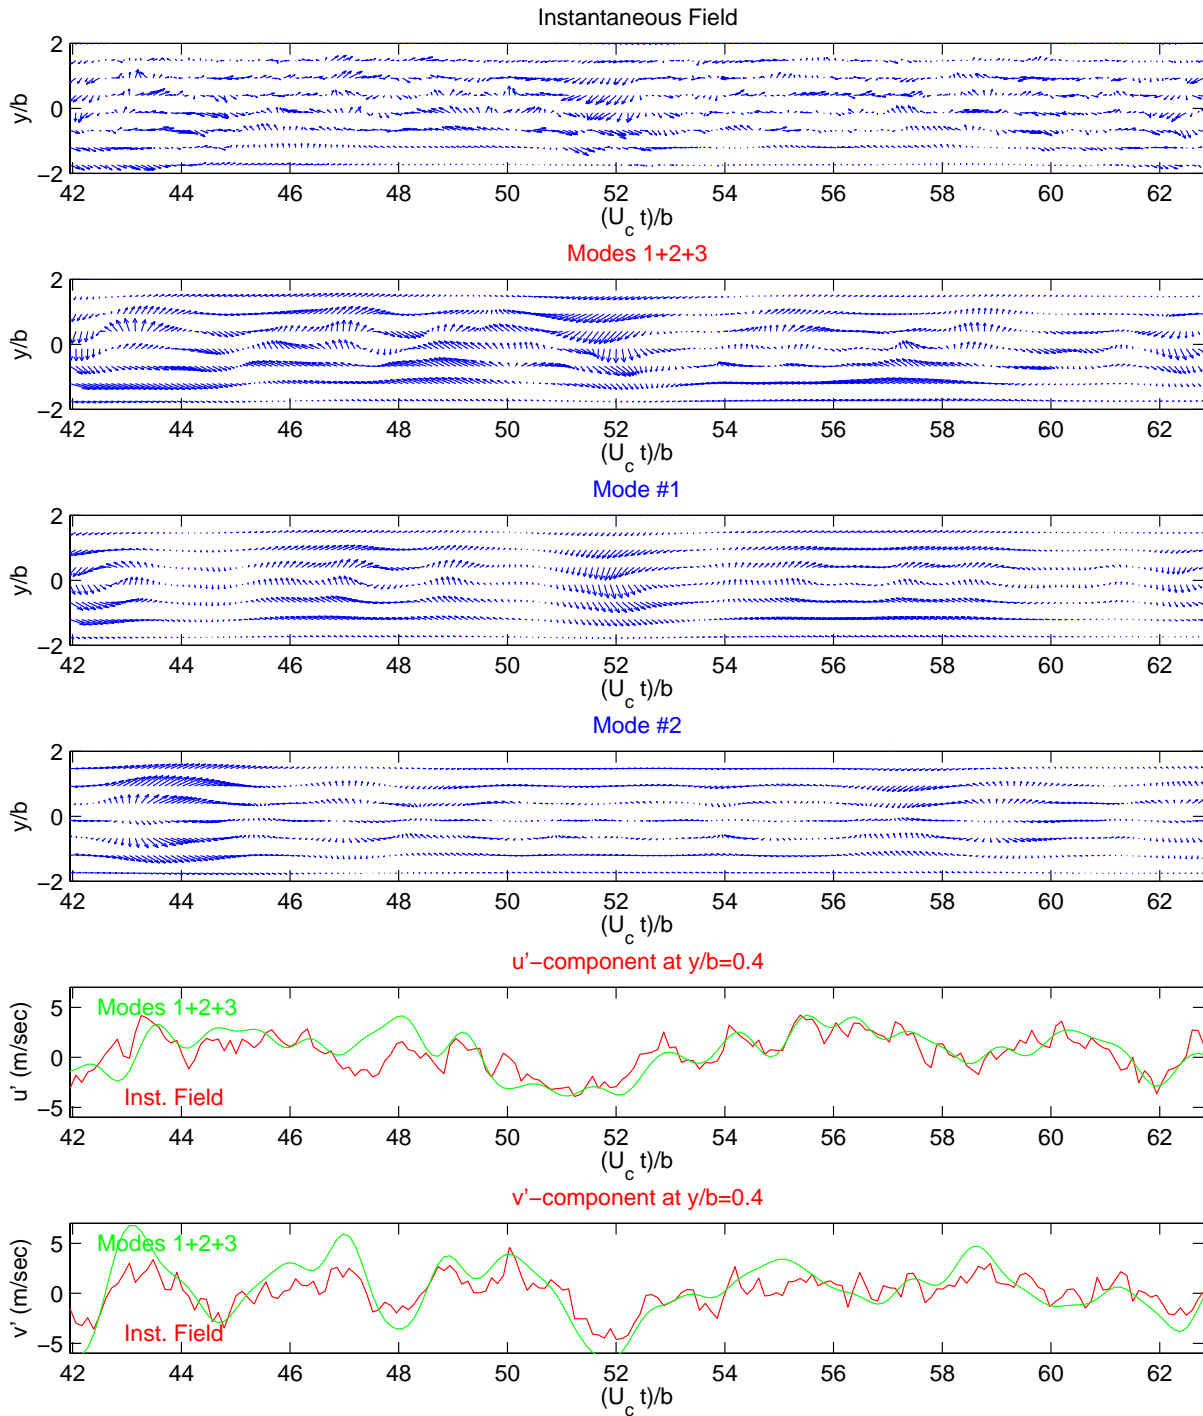 Instantaneous Field
2
0
−2
y/b
42 44 46 48 50 52 54 56 58 60 62
(U_c t)/b
Modes 1+2+3
2
0
−2
y/b
42 44 46 48 50 52 54 56 58 60 62
(U_c t)/b
Mode #1
2
0
−2
y/b
42 44 46 48 50 52 54 56 58 60 62
(U_c t)/b
Mode #2
2
0
−2
y/b
42 44 46 48 50 52 54 56 58 60 62
(U_c t)/b
u'−component at y/b=0.4
5
0
−5
u' (m/sec)
Modes 1+2+3
Inst. Field
42 44 46 48 50 52 54 56 58 60 62
(U_c t)/b
v'−component at y/b=0.4
5
0
−5
v' (m/sec)
Modes 1+2+3
Inst. Field
42 44 46 48 50 52 54 56 58 60 62
(U_c t)/b